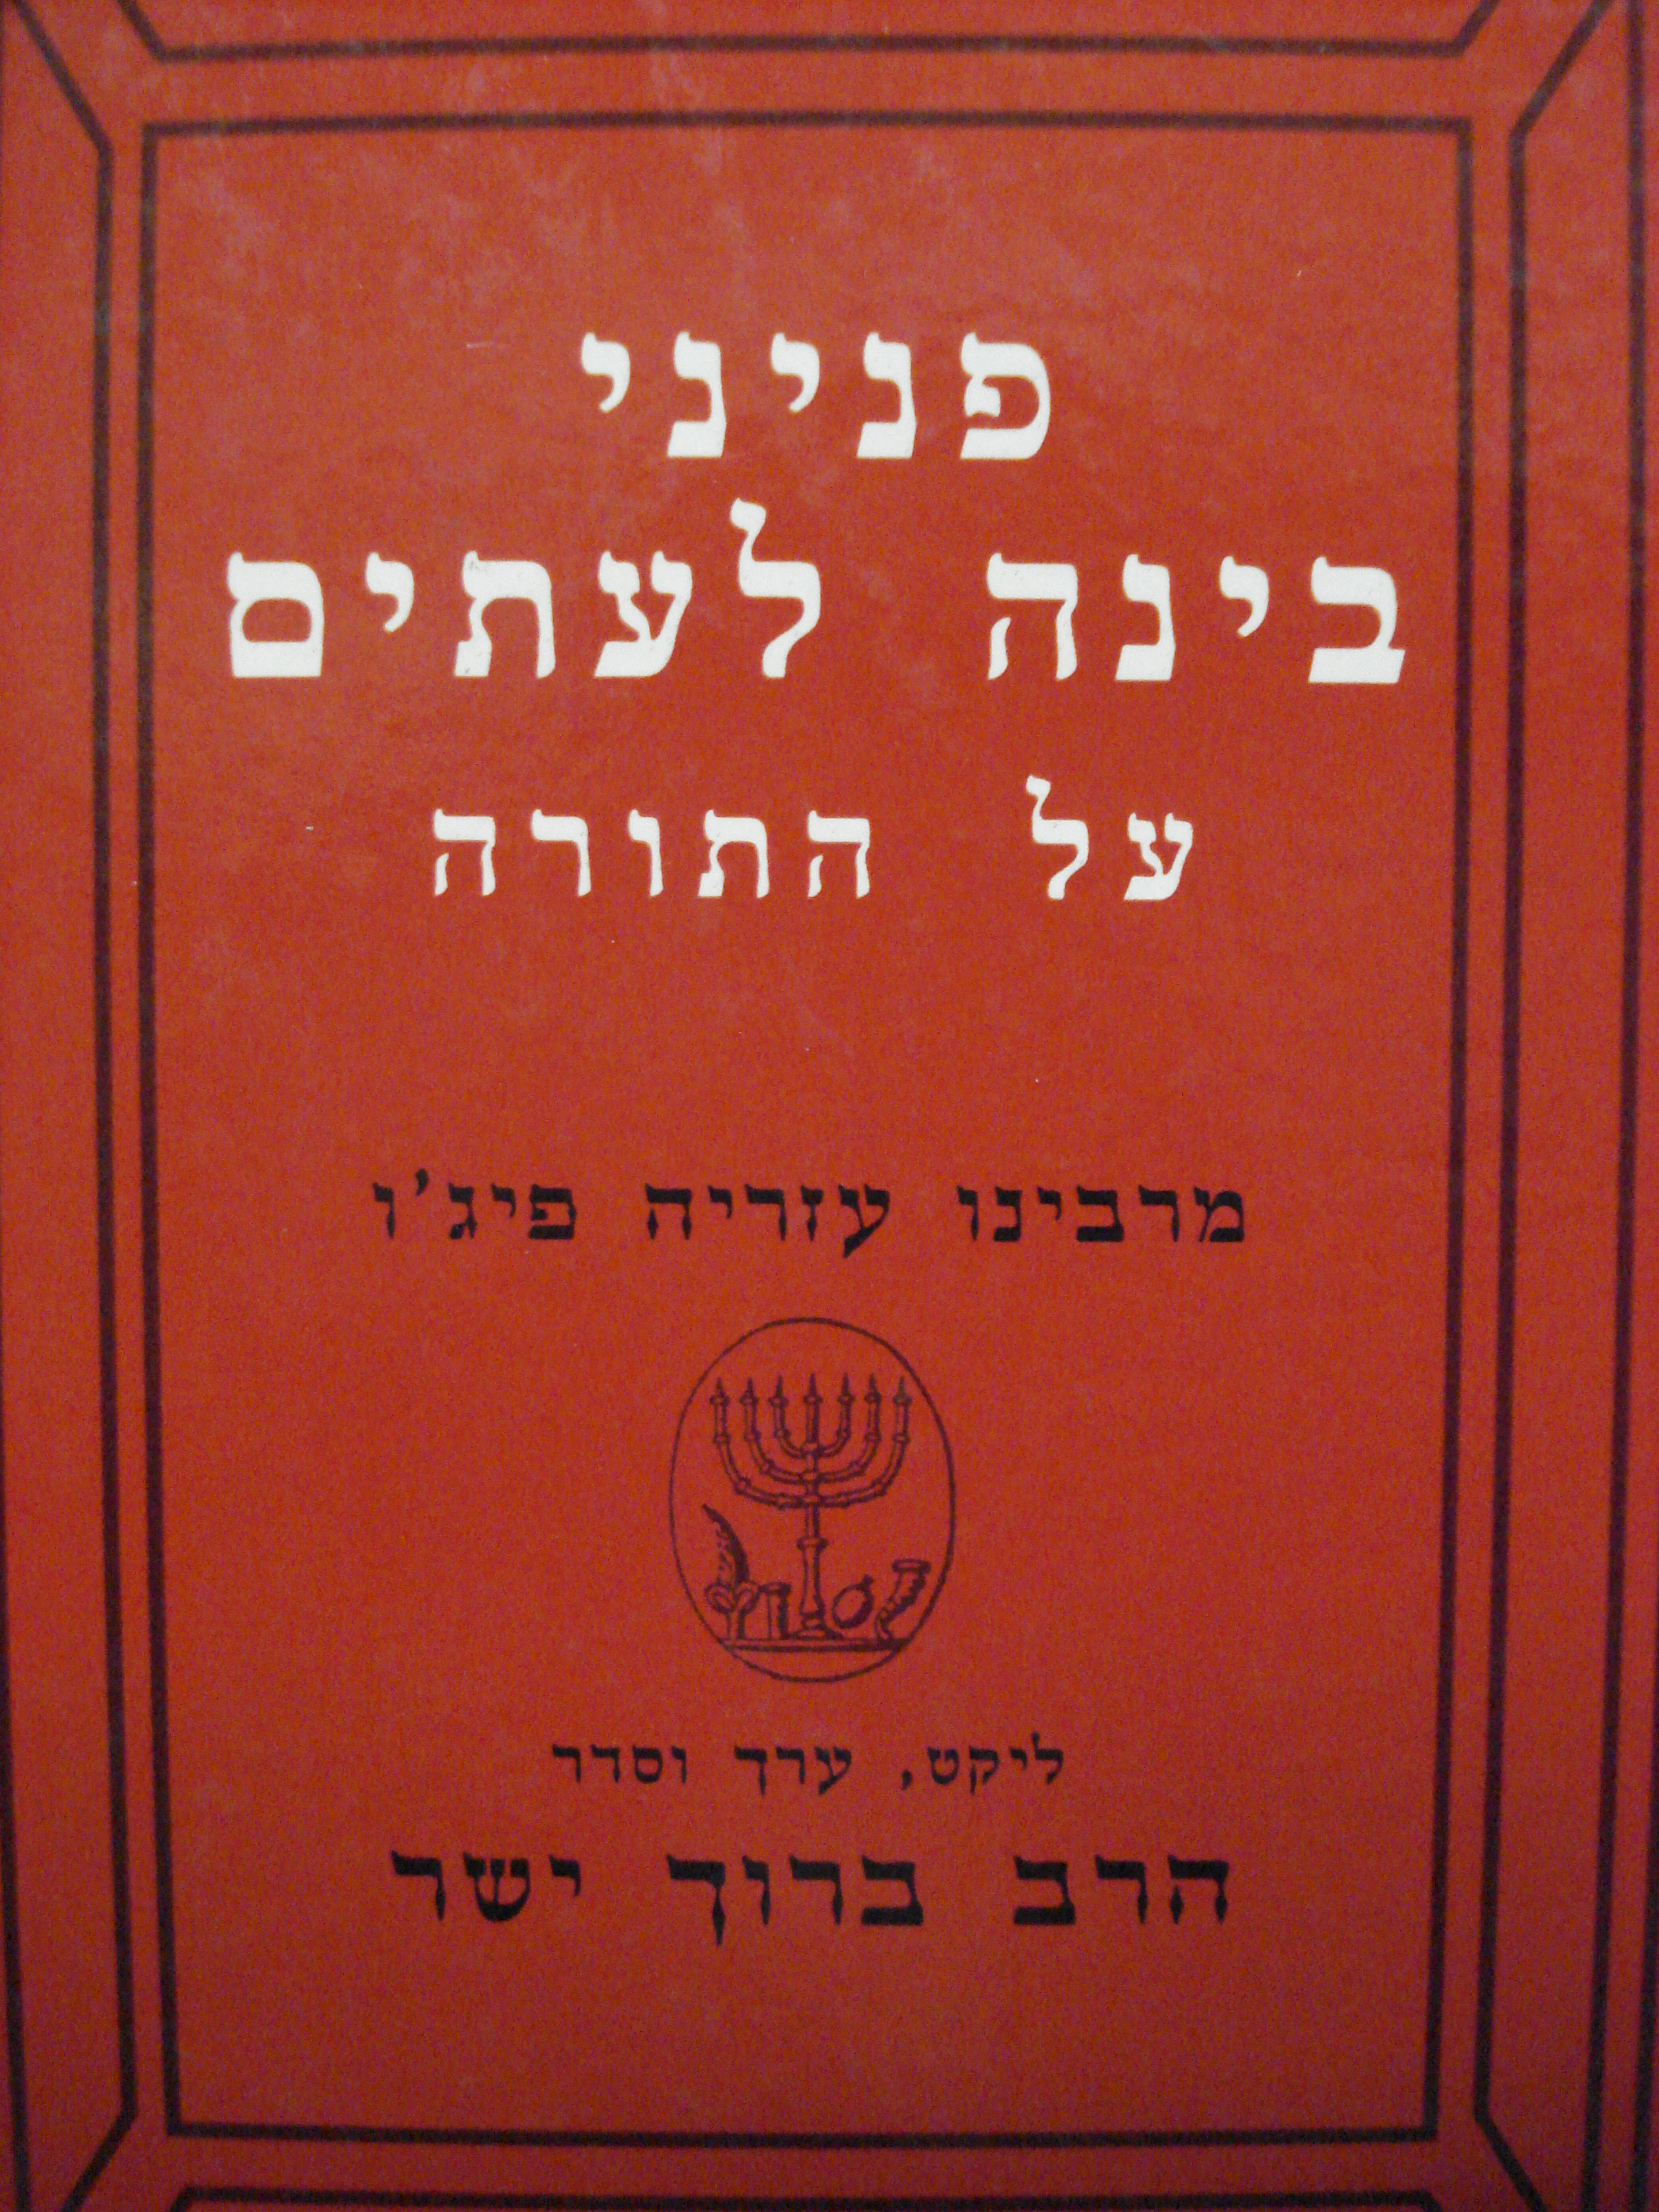 פניני
בינה לעתים
על התורה
מרבינו עזריה פיג'ו
ליקט, ערך וסדר
הרב ברוך ישר